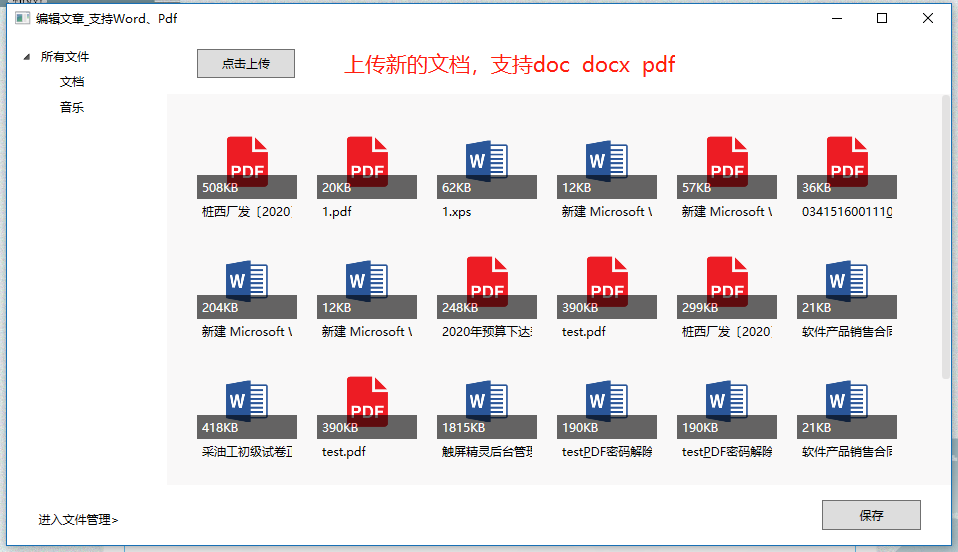 编辑文章_支持Word、Pdf
所有文件
文档
音乐
点击上传
上传新的文档，支持doc docx pdf
PDF PDF W W PDF PDF
508KB 20KB 62KB 12KB 57KB 36KB
桩西厂发〔2020〕 1.pdf 1.xps 新建 Microsoft \ 新建 Microsoft \ 034151600111
W W PDF PDF PDF W
204KB 12KB 248KB 390KB 299KB 21KB
新建 Microsoft \ 新建 Microsoft \ 2020年预算下达 test.pdf 桩西厂发〔2020〕 软件产品销售合同
W PDF W W W W
418KB 390KB 1815KB 190KB 190KB 21KB
采油工初级试卷正 test.pdf 触屏精灵后台管理 testPDF密码解除 testPDF密码解除 软件产品销售合同
进入文件管理>
保存